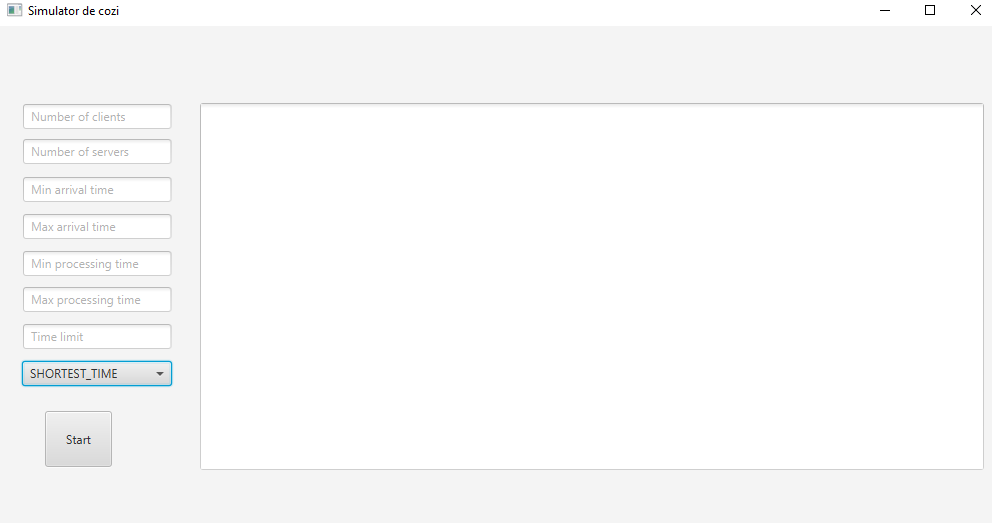 Simulator de cozi
Number of clients
Number of servers
Min arrival time
Max arrival time
Min processing time
Max processing time
Time limit
SHORTEST_TIME
Start